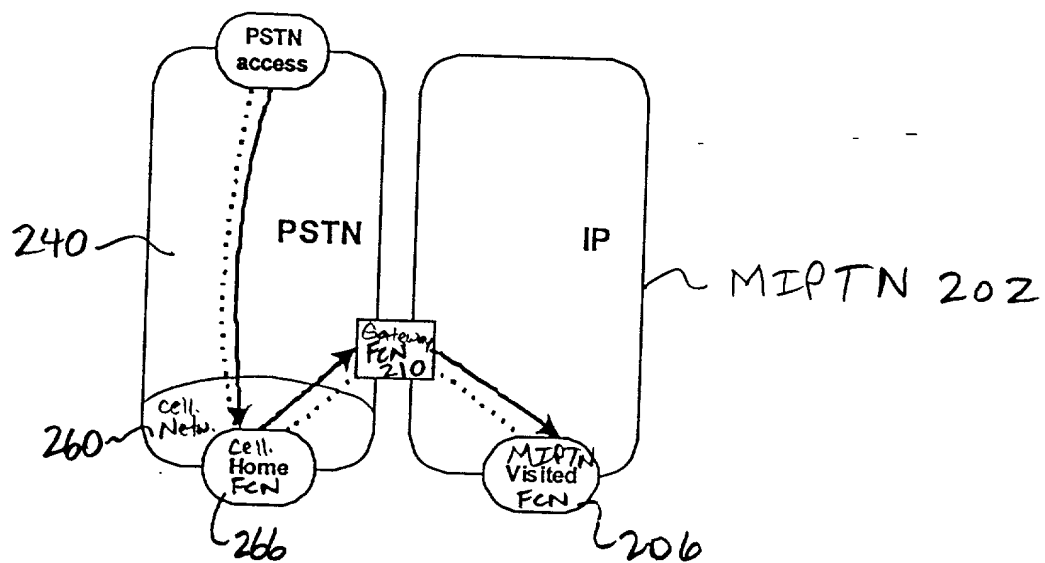 PSTN
access
240
PSTN
IP
MIPTN 202
Gateway
FCN
210
Cell.
Netw.
260
Cell.
Home
FCN
MIPTN
Visited
FCN
266
206